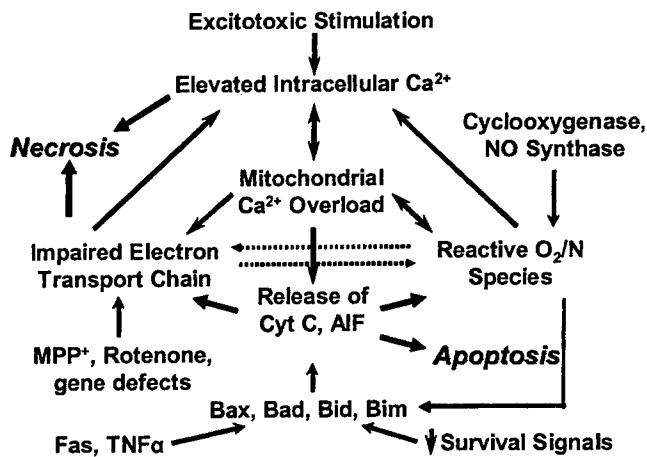 Excitotoxic Stimulation
Elevated Intracellular Ca²⁺
Necrosis
Cyclooxygenase,
NO Synthase
Mitochondrial
Ca²⁺ Overload
Impaired Electron
Transport Chain
Reactive O₂/N
Species
Release of
Cyt C, AIF
MPP⁺, Rotenone,
gene defects
Apoptosis
Bax, Bad, Bid, Bim
Fas, TNFα
Survival Signals